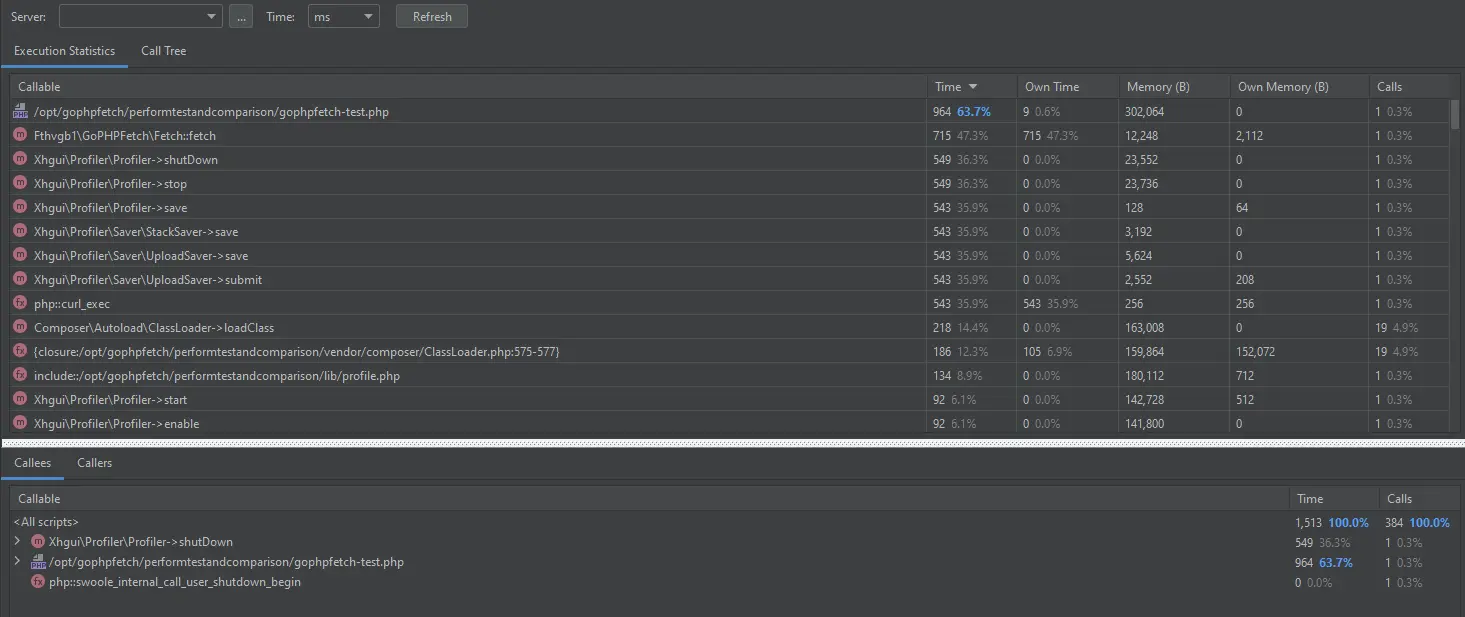 Server: ... Time: ms Refresh
Execution Statistics Call Tree
Callable Time Own Time Memory (B) Own Memory (B) Calls
PHP /opt/gophpfetch/performtestandcomparison/gophpfetch-test.php 964 63.7% 9 0.6% 302,064 0 1 0.3%
m Fthvgb1\GoPHPFetch\Fetch::fetch 715 47.3% 715 47.3% 12,248 2,112 1 0.3%
m Xhgui\Profiler\Profiler->shutDown 549 36.3% 0 0.0% 23,552 0 1 0.3%
m Xhgui\Profiler\Profiler->stop 549 36.3% 0 0.0% 23,736 0 1 0.3%
m Xhgui\Profiler\Profiler->save 543 35.9% 0 0.0% 128 64 1 0.3%
m Xhgui\Profiler\Saver\StackSaver->save 543 35.9% 0 0.0% 3,192 0 1 0.3%
m Xhgui\Profiler\Saver\UploadSaver->save 543 35.9% 0 0.0% 5,624 0 1 0.3%
m Xhgui\Profiler\Saver\UploadSaver->submit 543 35.9% 0 0.0% 2,552 208 1 0.3%
fx php::curl_exec 543 35.9% 543 35.9% 256 256 1 0.3%
m Composer\Autoload\ClassLoader->loadClass 218 14.4% 0 0.0% 163,008 0 19 4.9%
fx {closure:/opt/gophpfetch/performtestandcomparison/vendor/composer/ClassLoader.php:575-577} 186 12.3% 105 6.9% 159,864 152,072 19 4.9%
fx include::/opt/gophpfetch/performtestandcomparison/lib/profile.php 134 8.9% 0 0.0% 180,112 712 1 0.3%
m Xhgui\Profiler\Profiler->start 92 6.1% 0 0.0% 142,728 512 1 0.3%
m Xhgui\Profiler\Profiler->enable 92 6.1% 0 0.0% 141,800 0 1 0.3%
Callees Callers
Callable Time Calls
<All scripts> 1,513 100.0% 384 100.0%
m Xhgui\Profiler\Profiler->shutDown 549 36.3% 1 0.3%
PHP /opt/gophpfetch/performtestandcomparison/gophpfetch-test.php 964 63.7% 1 0.3%
fx php::swoole_internal_call_user_shutdown_begin 0 0.0% 1 0.3%